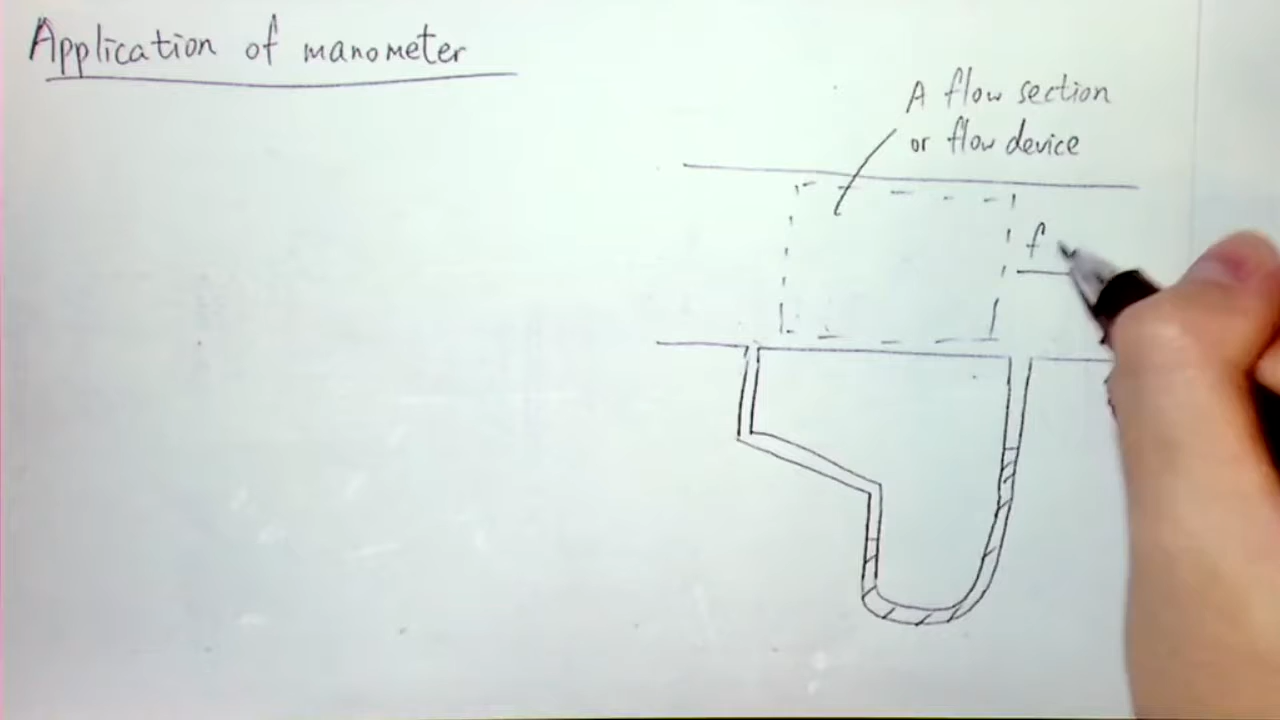 Application of manometer
A flow section
or flow device
f